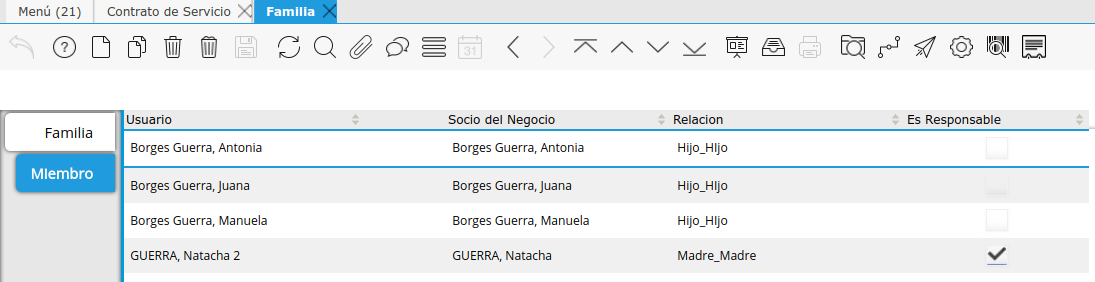 Menú (21) Contrato de Servicio Familia
31
Familia
Miembro
Usuario Socio del Negocio Relacion Es Responsable
Borges Guerra, Antonia Borges Guerra, Antonia Hijo_HIjo
Borges Guerra, Juana Borges Guerra, Juana Hijo_HIjo
Borges Guerra, Manuela Borges Guerra, Manuela Hijo_HIjo
GUERRA, Natacha 2 GUERRA, Natacha Madre_Madre